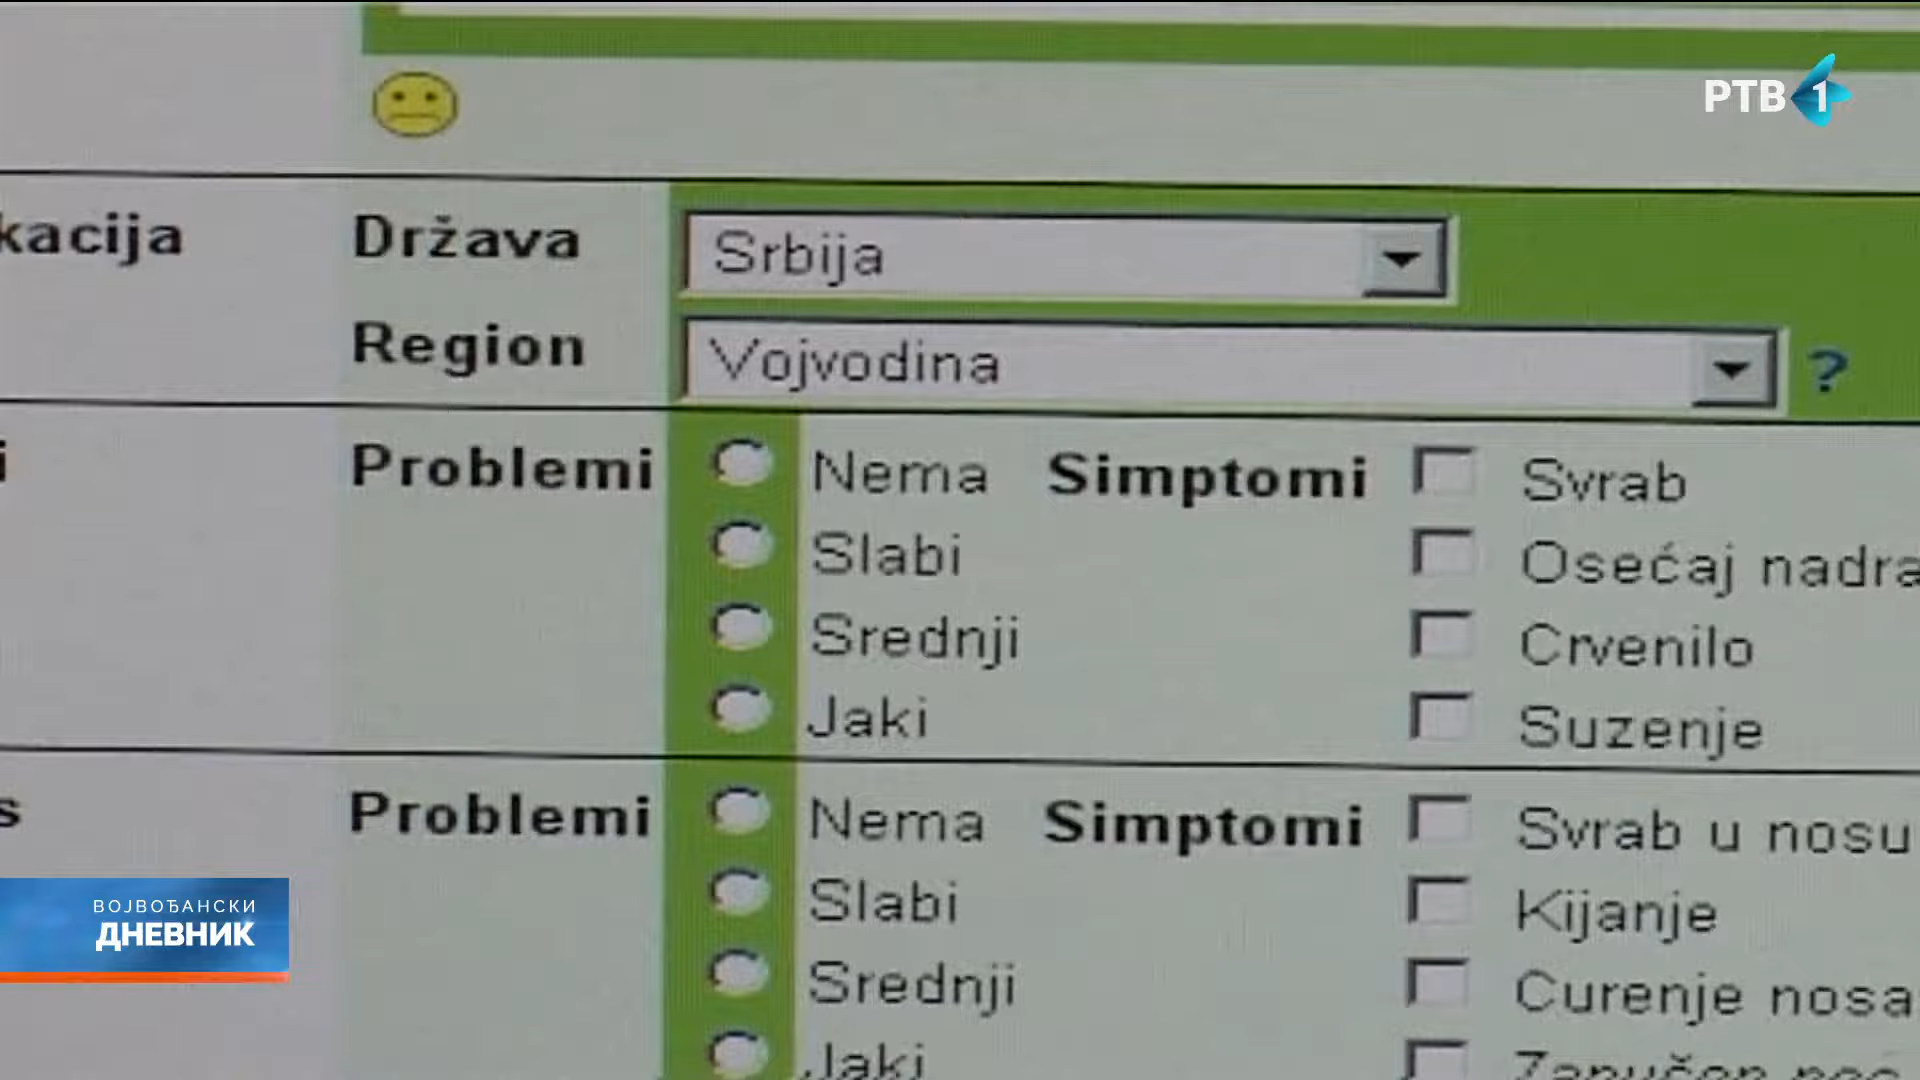 РТВ 1
kacija Država Srbija
Region Vojvodina ?
i Problemi Nema Simptomi Svrab
Slabi Osećaj nadra
Srednji Crvenilo
Jaki Suzenje
s Problemi Nema Simptomi Svrab u nosu
Slabi Kijanje
Srednji Curenje nosa
Jaki
ВОЈВОЂАНСКИ
ДНЕВНИК